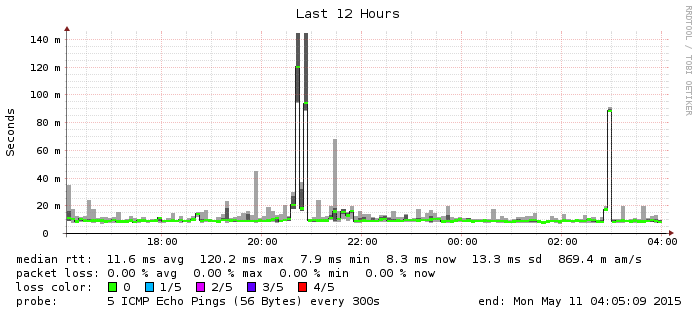 Last 12 Hours
RRDTOOL / TOBI OETIKER
Seconds
140 m
120 m
100 m
80 m
60 m
40 m
20 m
0
18:00 20:00 22:00 00:00 02:00 04:00
median rtt: 11.6 ms avg 120.2 ms max 7.9 ms min 8.3 ms now 13.3 ms sd 869.4 m am/s
packet loss: 0.00 % avg 0.00 % max 0.00 % min 0.00 % now
loss color: 0 1/5 2/5 3/5 4/5
probe: 5 ICMP Echo Pings (56 Bytes) every 300s end: Mon May 11 04:05:09 2015